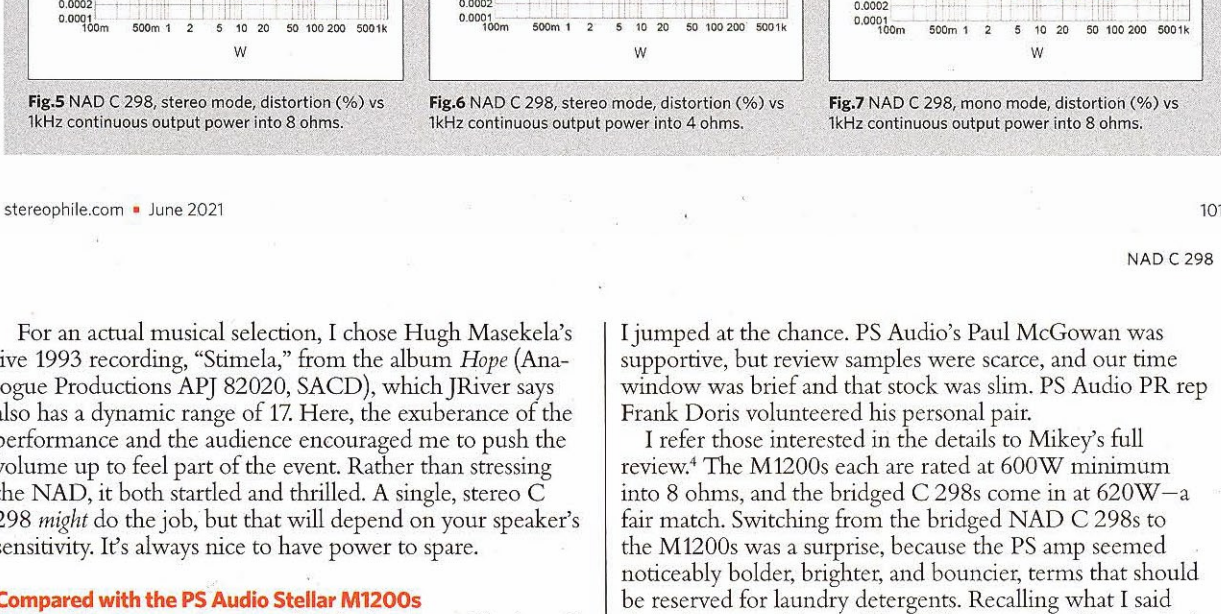 0.0002
0.0001
100m 500m 1 2 5 10 20 50 100 200 500 1k
W
Fig.5 NAD C 298, stereo mode, distortion (%) vs
1kHz continuous output power into 8 ohms.
0.0002
0.0001
100m 500m 1 2 5 10 20 50 100 200 500 1k
W
Fig.6 NAD C 298, stereo mode, distortion (%) vs
1kHz continuous output power into 4 ohms.
0.0002
0.0001
100m 500m 1 2 5 10 20 50 100 200 500 1k
W
Fig.7 NAD C 298, mono mode, distortion (%) vs
1kHz continuous output power into 8 ohms.
stereophile.com ▪ June 2021
101
NAD C 298
For an actual musical selection, I chose Hugh Masekela's
ive 1993 recording, “Stimela,” from the album Hope (Ana-
ogue Productions APJ 82020, SACD), which JRiver says
also has a dynamic range of 17. Here, the exuberance of the
performance and the audience encouraged me to push the
volume up to feel part of the event. Rather than stressing
the NAD, it both startled and thrilled. A single, stereo C
298 might do the job, but that will depend on your speaker's
sensitivity. It's always nice to have power to spare.
Compared with the PS Audio Stellar M1200s
I jumped at the chance. PS Audio's Paul McGowan was
supportive, but review samples were scarce, and our time
window was brief and that stock was slim. PS Audio PR rep
Frank Doris volunteered his personal pair.
I refer those interested in the details to Mikey's full
review.⁴ The M1200s each are rated at 600W minimum
into 8 ohms, and the bridged C 298s come in at 620W—a
fair match. Switching from the bridged NAD C 298s to
the M1200s was a surprise, because the PS amp seemed
noticeably bolder, brighter, and bouncier, terms that should
be reserved for laundry detergents. Recalling what I said